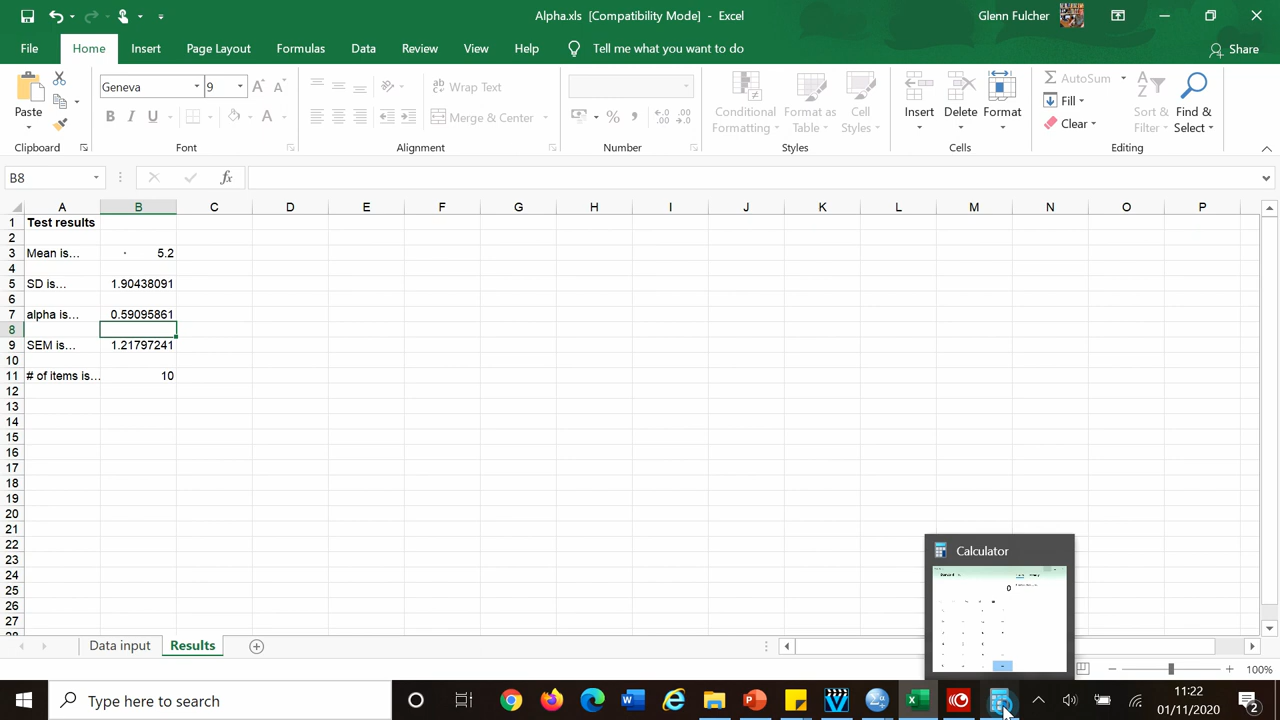 Alpha.xls [Compatibility Mode] - Excel
Glenn Fulcher
File Home Insert Page Layout Formulas Data Review View Help Tell me what you want to do Share
Paste
Clipboard
Geneva 9
B I U
Font
Wrap Text
Merge & Center
Alignment
%
Number
Conditional Formatting
Format as Table
Cell Styles
Styles
Insert Delete Format
Cells
AutoSum
Fill
Clear
Sort & Filter
Find & Select
Editing
B8 fx
A B C D E F G H I J K L M N O P
1 Test results
2
3 Mean is... 5.2
4
5 SD is... 1.90438091
6
7 alpha is... 0.59095861
8
9 SEM is... 1.21797241
10
11 # of items is... 10
12
13
14
15
16
17
18
19
20
21
22
23
24
25
26
27
Calculator
0
Data input Results
100%
Type here to search
11:22
01/11/2020
2